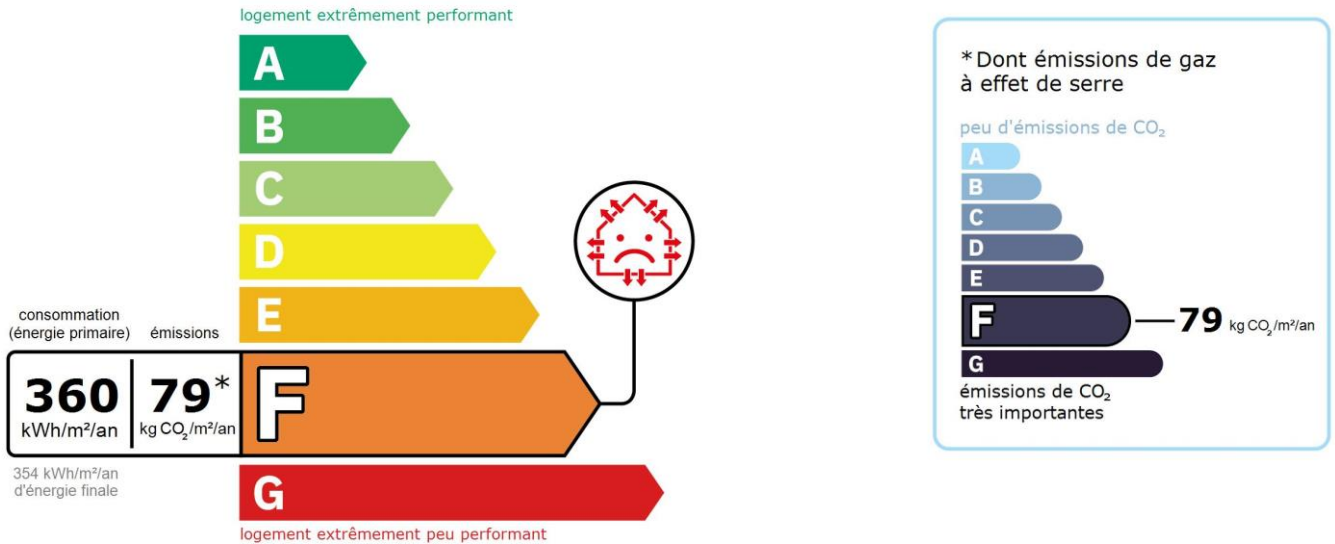 logement extrêmement performant
A
B
C
D
E
consommation
(énergie primaire)
émissions
360
kWh/m²/an
79*
kg CO₂/m²/an
F
354 kWh/m²/an
d'énergie finale
G
logement extrêmement peu performant
*Dont émissions de gaz
à effet de serre
peu d'émissions de CO₂
A
B
C
D
E
F
79 kg CO₂/m²/an
G
émissions de CO₂
très importantes